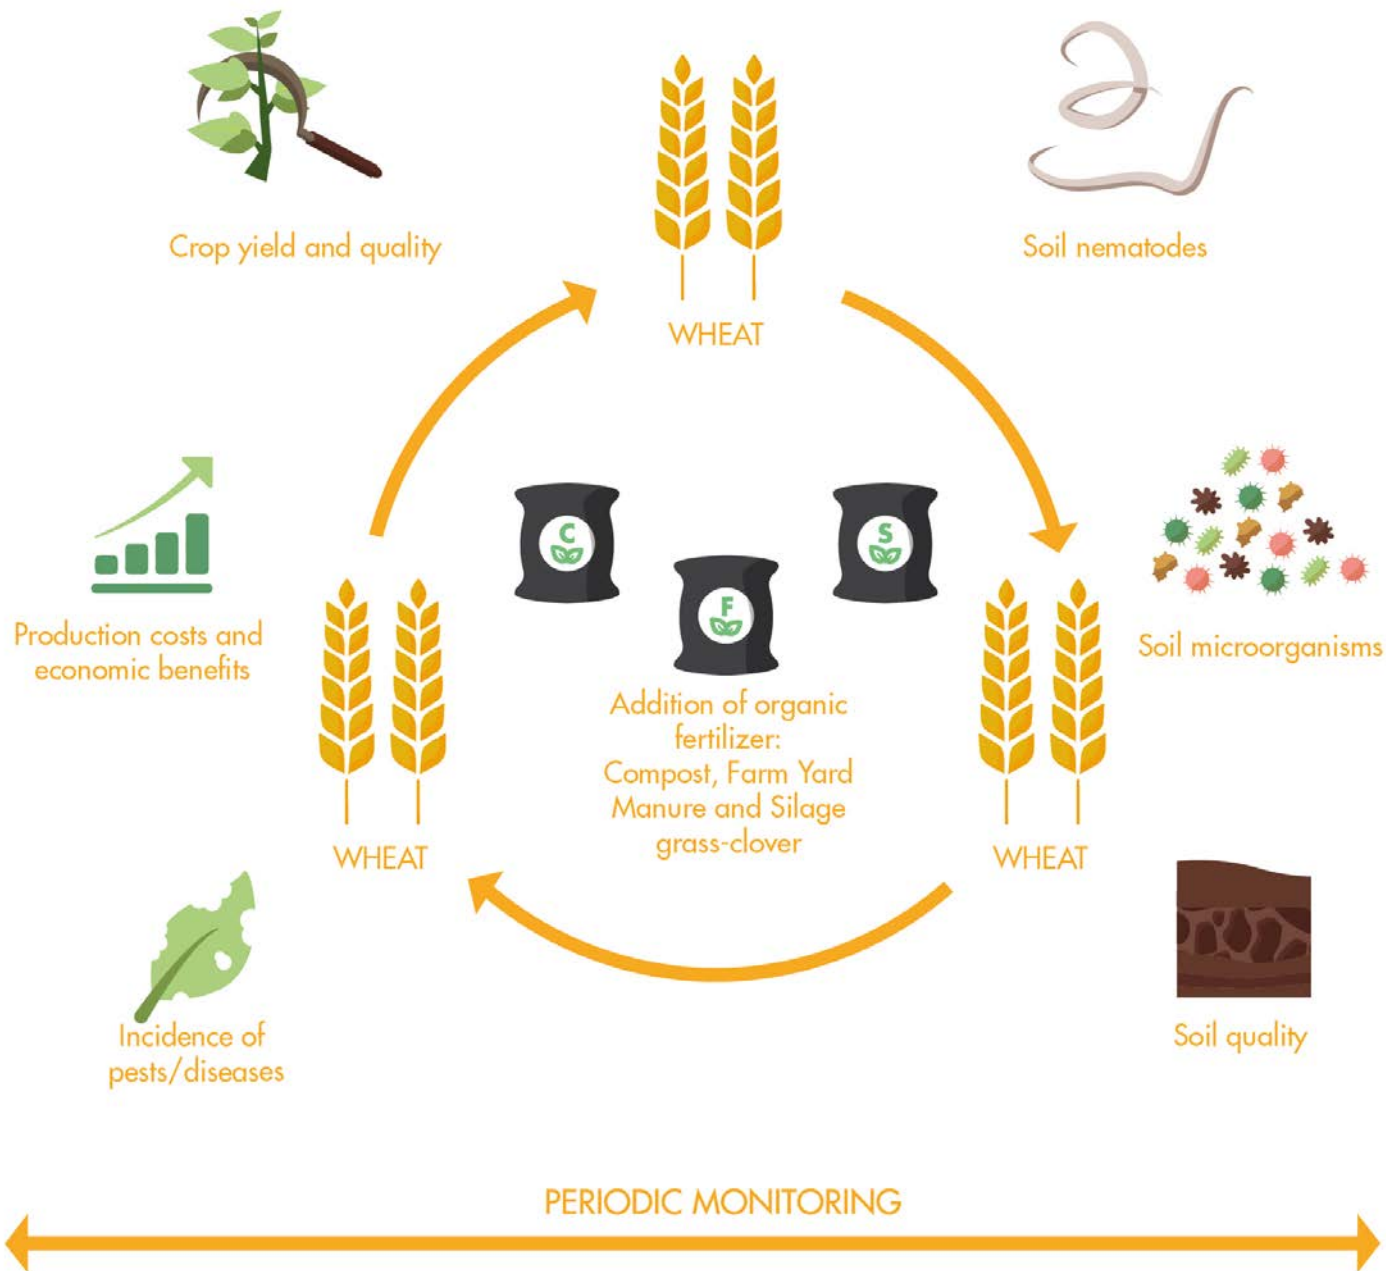 Crop yield and quality
Soil nematodes
WHEAT
C
S
F
Production costs and
economic benefits
Soil microorganisms
Addition of organic
fertilizer:
Compost, Farm Yard
Manure and Silage
grass-clover
WHEAT
WHEAT
Incidence of
pests/diseases
Soil quality
PERIODIC MONITORING